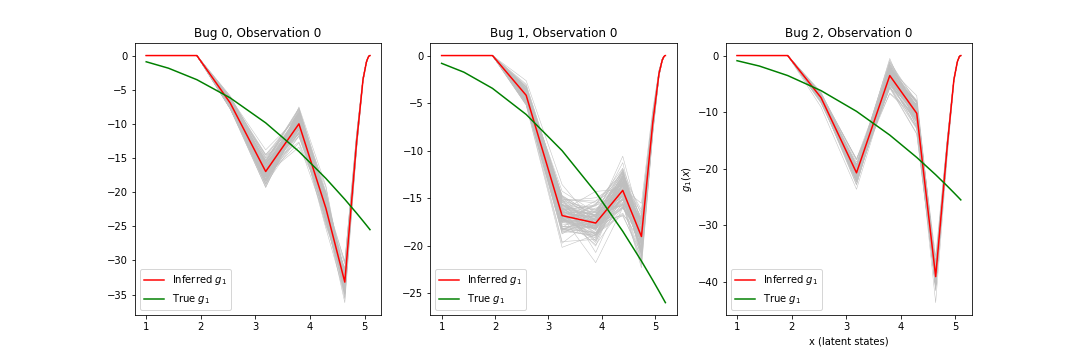 Bug 0, Observation 0
0
−5
−10
−15
−20
−25
−30
−35
1 2 3 4 5
Inferred g₁
True g₁
Bug 1, Observation 0
0
−5
−10
−15
−20
−25
1 2 3 4 5
Inferred g₁
True g₁
Bug 2, Observation 0
g₁(x)
0
−10
−20
−30
−40
1 2 3 4 5
x (latent states)
Inferred g₁
True g₁